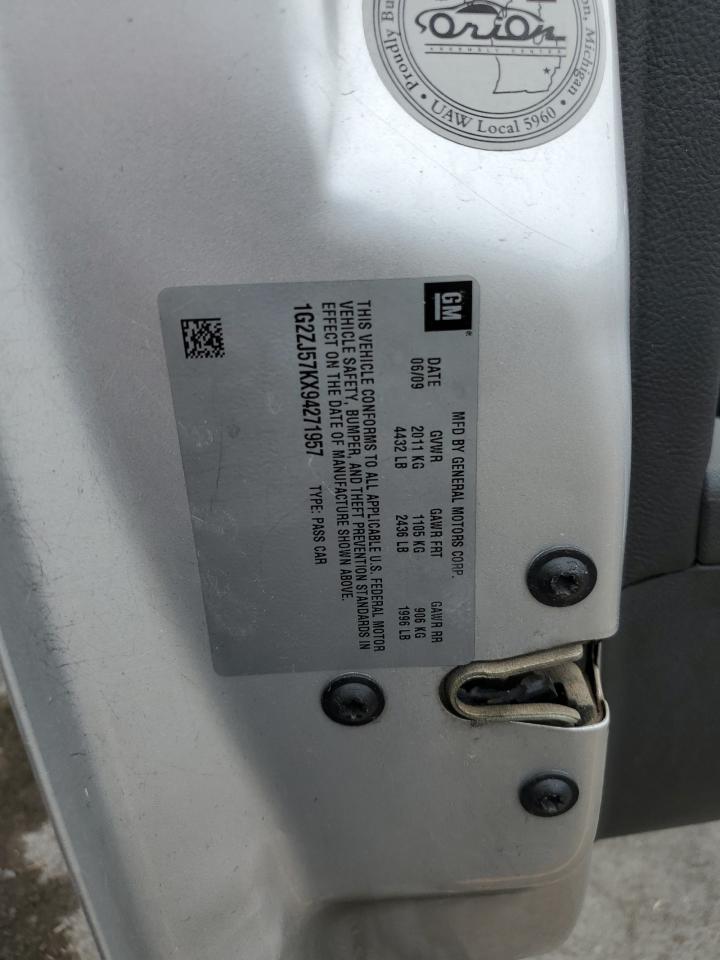 Orion
ASSEMBLY CENTER
Proudly Bu
on, Michigan
• UAW Local 5960 •
GM®
MFD BY GENERAL MOTORS CORP.
DATE GVWR GAWR FRT GAWR RR
06/09 2011 KG 1105 KG 906 KG
4432 LB 2436 LB 1996 LB
THIS VEHICLE CONFORMS TO ALL APPLICABLE U.S. FEDERAL MOTOR
VEHICLE SAFETY, BUMPER, AND THEFT PREVENTION STANDARDS IN
EFFECT ON THE DATE OF MANUFACTURE SHOWN ABOVE.
1G2ZJ57KX94271957 TYPE: PASS CAR